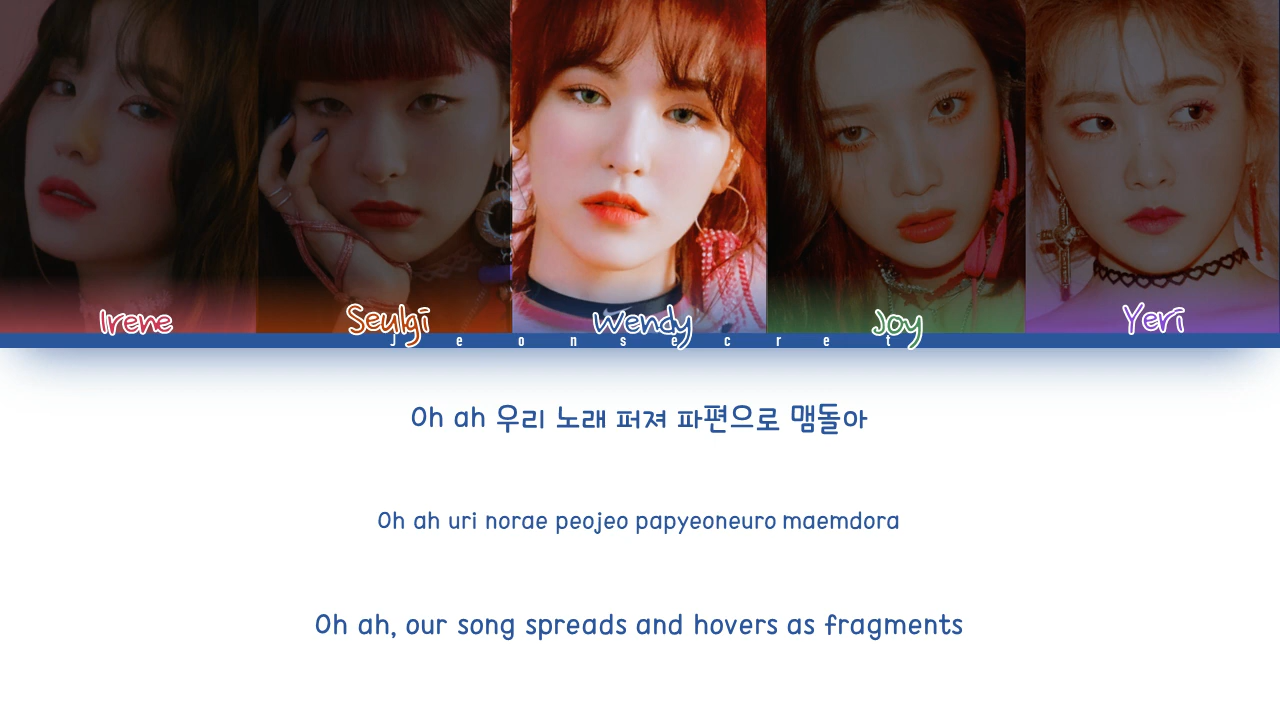 Irene Seulgi Wendy Joy Yeri
jeonsecret
Oh ah 우리 노래 퍼져 파편으로 맴돌아
Oh ah uri norae peojeo papyeoneuro maemdora
Oh ah, our song spreads and hovers as fragments